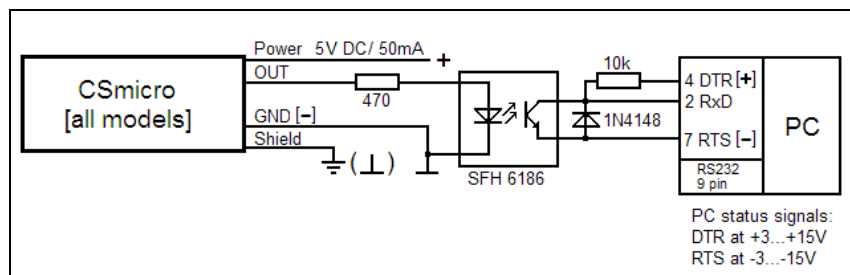 Power 5V DC/ 50mA +
OUT
CSmicro
[all models]
470
GND [−]
Shield
(⊥)
SFH 6186
10k
1N4148
4 DTR [+]
2 RxD
7 RTS [−]
PC
RS232
9 pin
PC status signals:
DTR at +3...+15V
RTS at -3...-15V